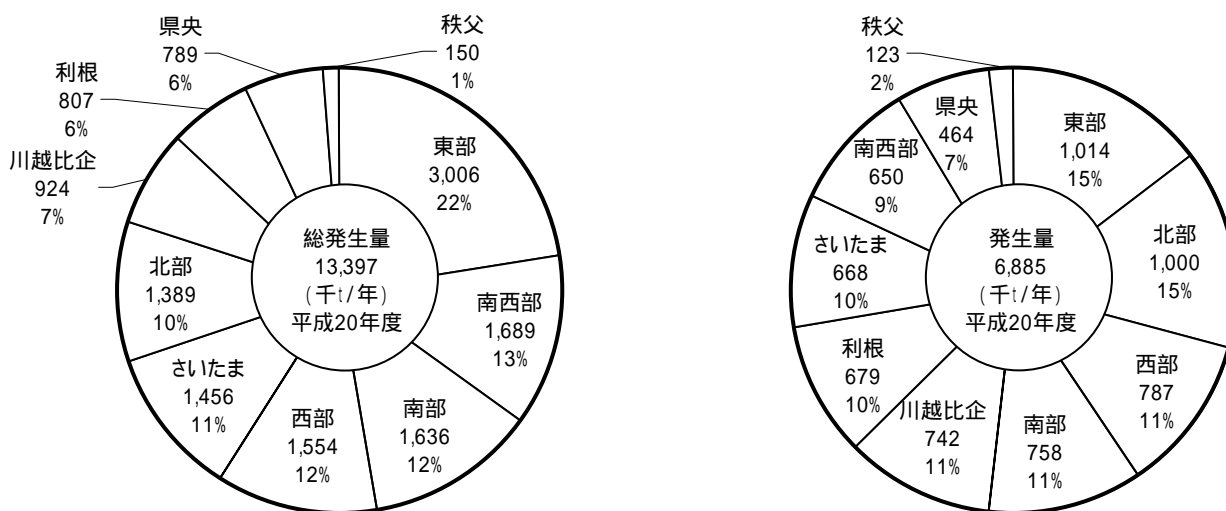 県央
789
6%
秩父
150
1%
利根
807
6%
川越比企
924
7%
東部
3,006
22%
北部
1,389
10%
総発生量
13,397
(千t/年)
平成20年度
南西部
1,689
13%
さいたま
1,456
11%
西部
1,554
12%
南部
1,636
12%
秩父
123
2%
県央
464
7%
東部
1,014
15%
南西部
650
9%
さいたま
668
10%
発生量
6,885
(千t/年)
平成20年度
北部
1,000
15%
利根
679
10%
西部
787
11%
川越比企
742
11%
南部
758
11%